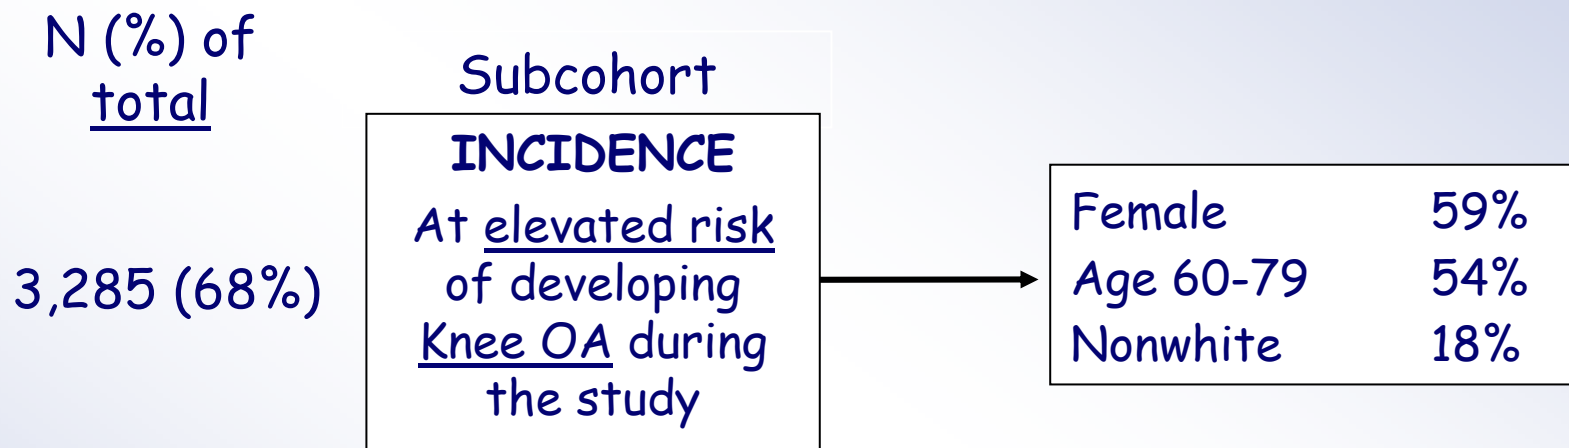 N (%) of
total
Subcohort
INCIDENCE
At elevated risk
of developing
Knee OA during
the study
3,285 (68%)
Female 59%
Age 60-79 54%
Nonwhite 18%